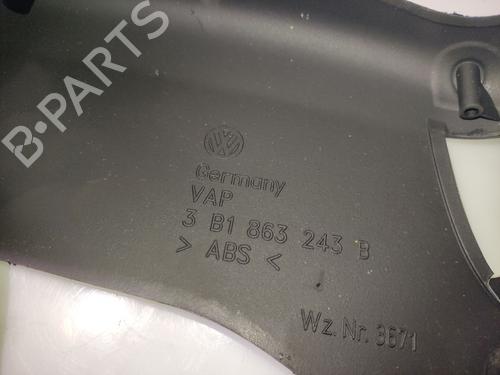 B-PARTS
Germany
VAP
3 B1 863 243 B
> ABS <
Wz. Nr. 3671